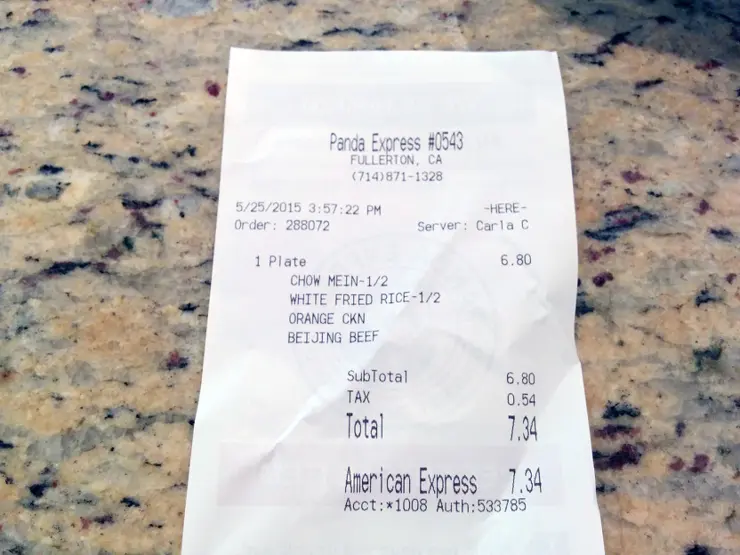 Panda Express #0543
FULLERTON, CA
(714)871-1328
5/25/2015 3:57:22 PM -HERE-
Order: 288072 Server: Carla C
1 Plate 6.80
CHOW MEIN-1/2
WHITE FRIED RICE-1/2
ORANGE CKN
BEIJING BEEF
SubTotal 6.80
TAX 0.54
Total 7.34
American Express 7.34
Acct:*1008 Auth:533785